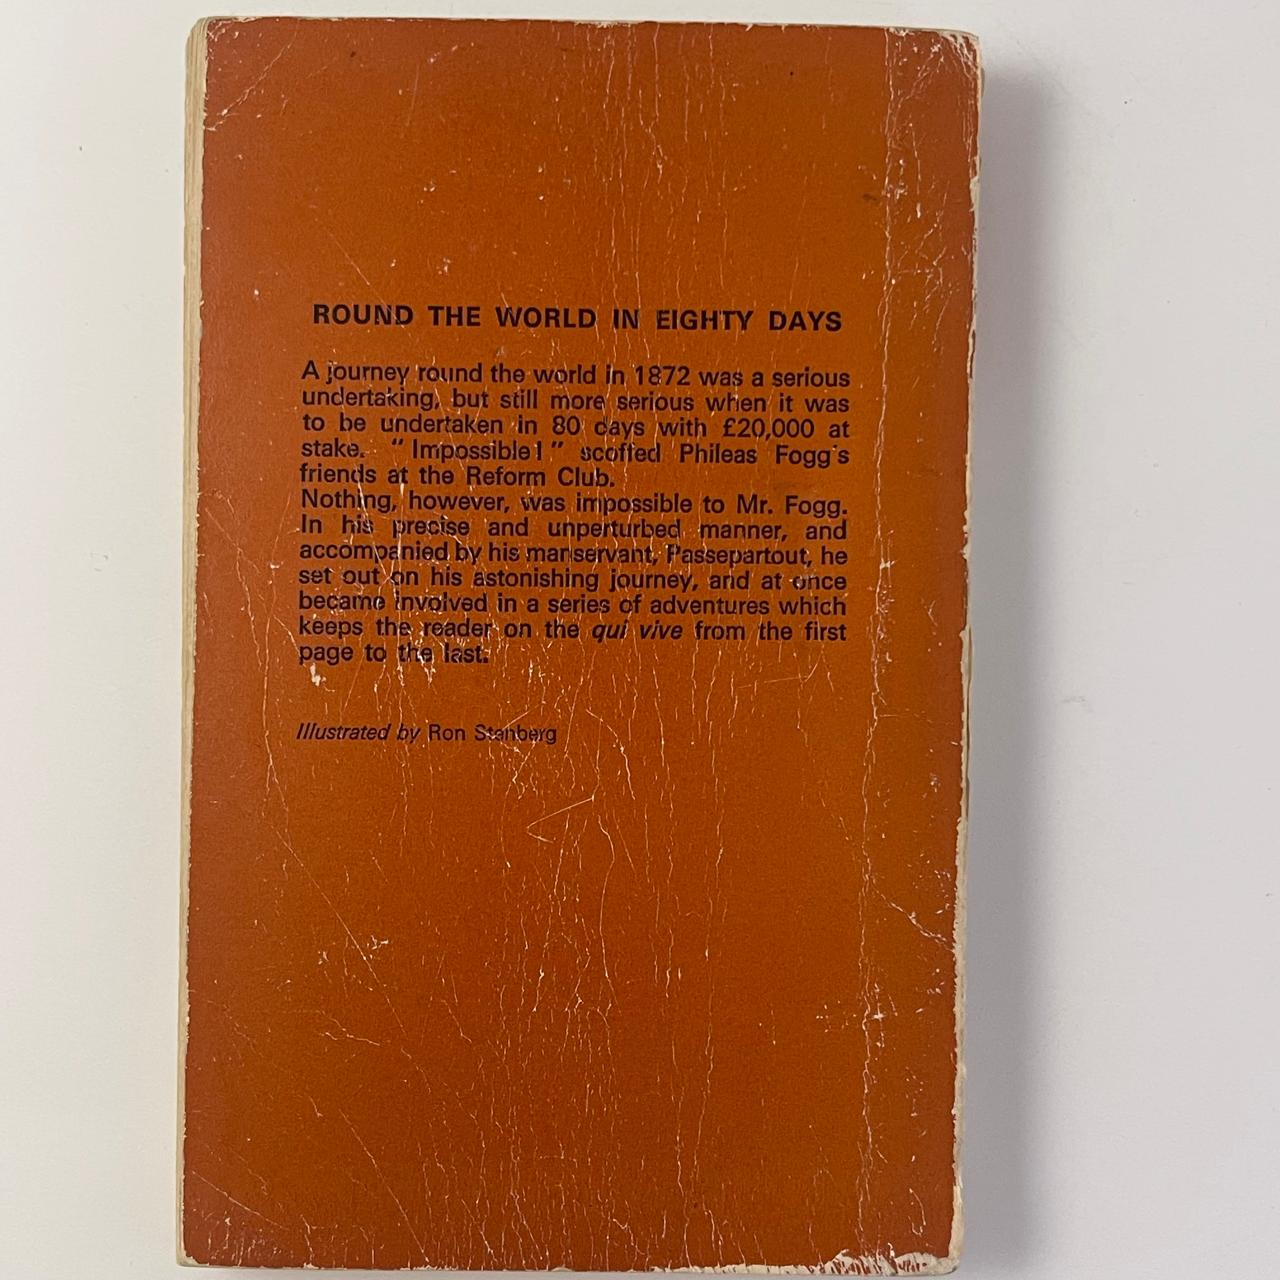 ROUND THE WORLD IN EIGHTY DAYS
A journey round the world in 1872 was a serious
undertaking, but still more serious when it was
to be undertaken in 80 days with £20,000 at
stake. "Impossible!" scoffed Phileas Fogg's
friends at the Reform Club.
Nothing, however, was impossible to Mr. Fogg.
In his precise and unperturbed manner, and
accompanied by his manservant, Passepartout, he
set out on his astonishing journey, and at once
became involved in a series of adventures which
keeps the reader on the qui vive from the first
page to the last.
Illustrated by Ron Stenberg